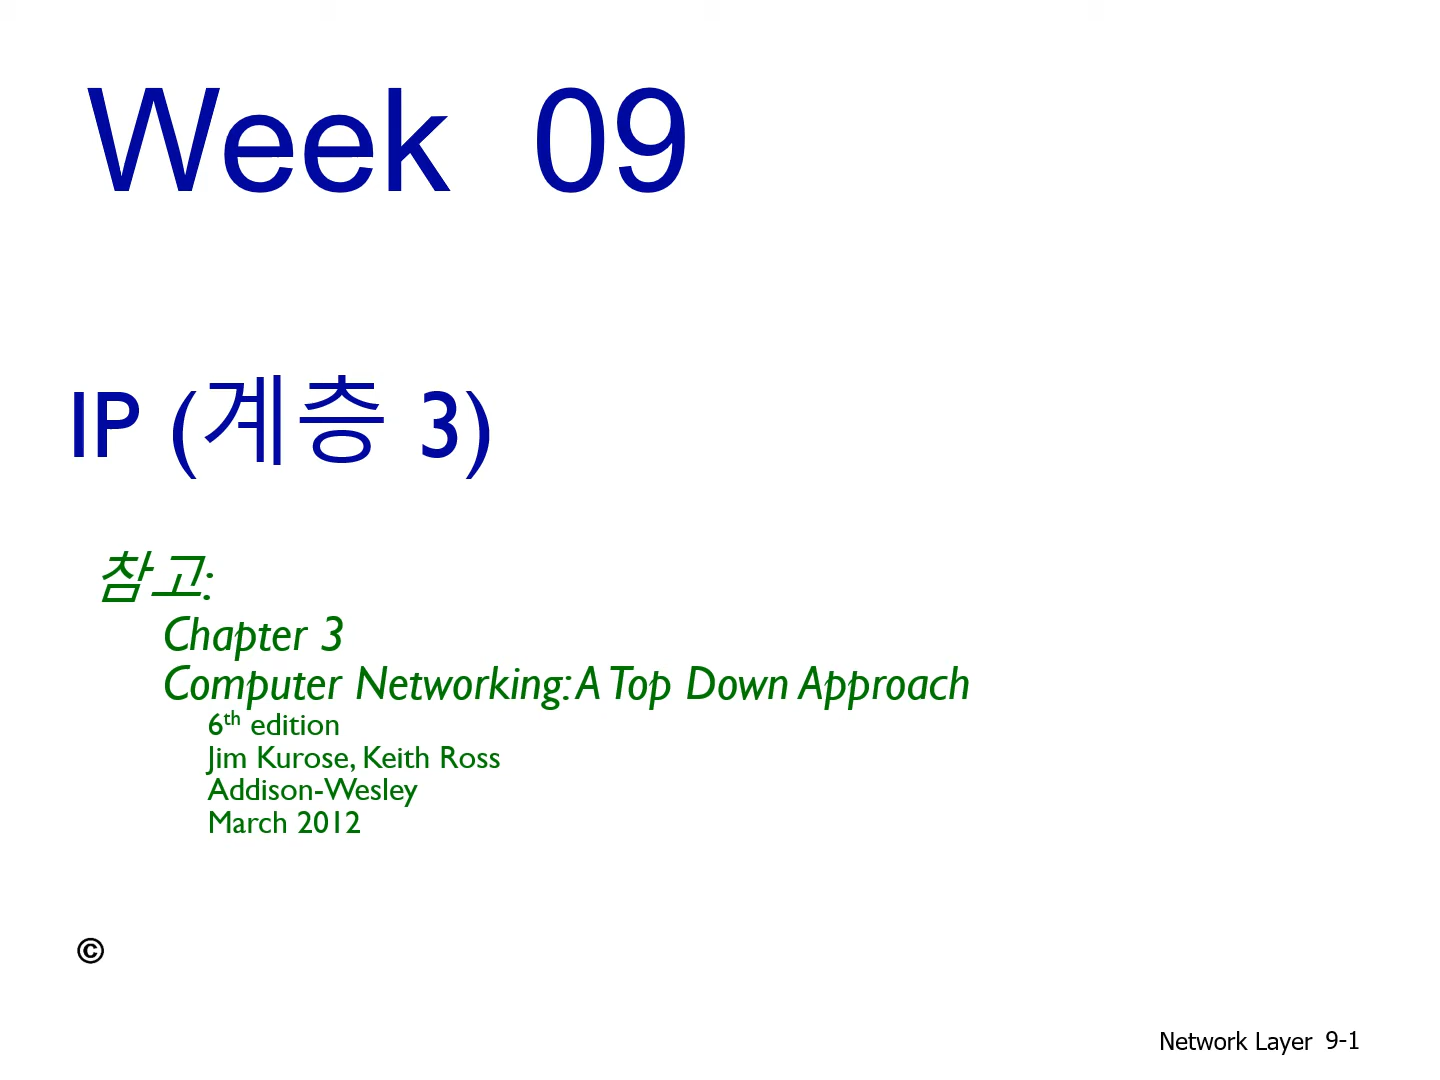 Week 09
IP (계층 3)
참고:
Chapter 3
Computer Networking: A Top Down Approach
6th edition
Jim Kurose, Keith Ross
Addison-Wesley
March 2012
©
Network Layer 9-1